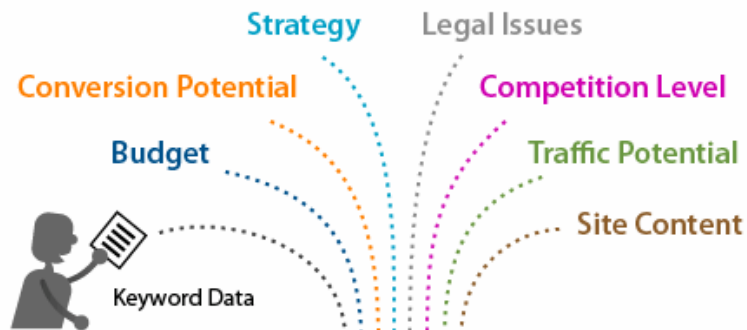 Strategy
Legal Issues
Conversion Potential
Competition Level
Budget
Traffic Potential
Site Content
Keyword Data